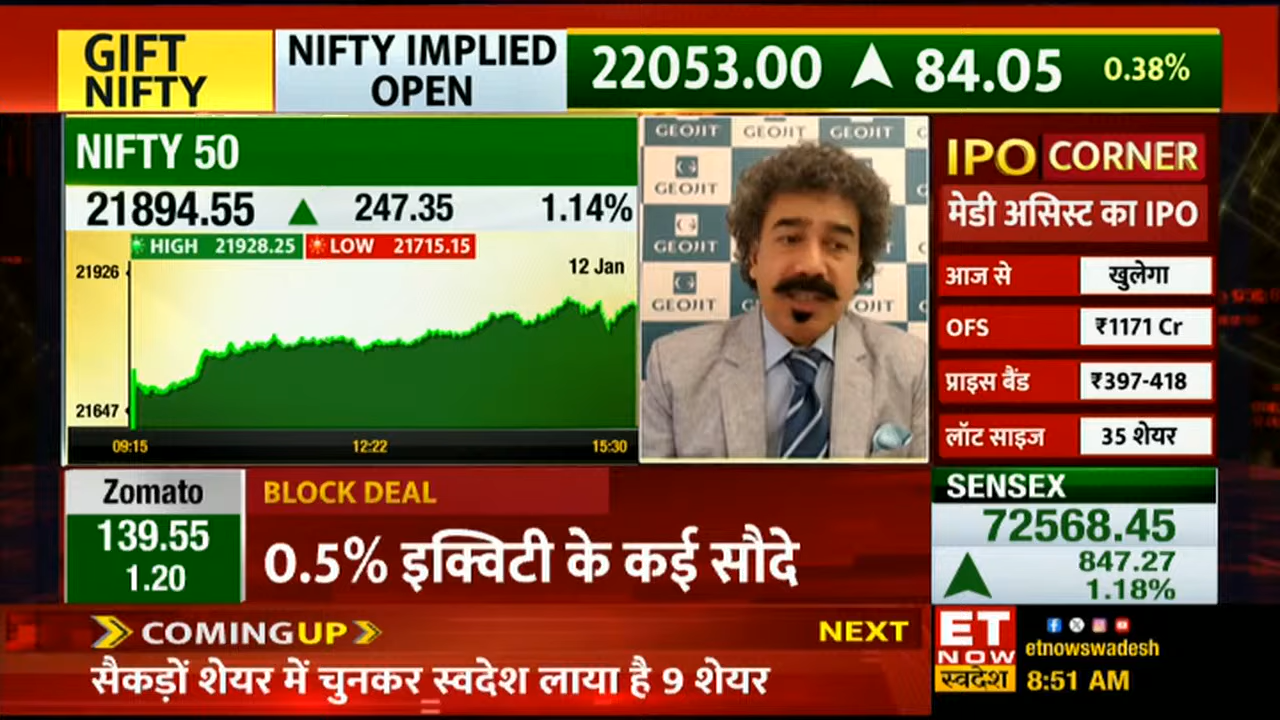 GIFT
NIFTY
NIFTY IMPLIED
OPEN
22053.00 84.05 0.38%
NIFTY 50
21894.55 247.35 1.14%
HIGH 21928.25 LOW 21715.15
12 Jan
21926
21647
09:15 12:22 15:30
GEOJIT GEOJIT GEOJIT
GEOJIT
GEOJIT
GEOJIT
IPO CORNER
मेडी असिस्ट का IPO
आज से खुलेगा
OFS ₹1171 Cr
प्राइस बैंड ₹397-418
लॉट साइज 35 शेयर
Zomato
139.55
1.20
BLOCK DEAL
0.5% इक्विटी के कई सौदे
SENSEX
72568.45
847.27
1.18%
COMING UP
NEXT
सैकड़ों शेयर में चुनकर स्वदेश लाया है 9 शेयर
ET
NOW
स्वदेश
etnowswadesh
8:51 AM